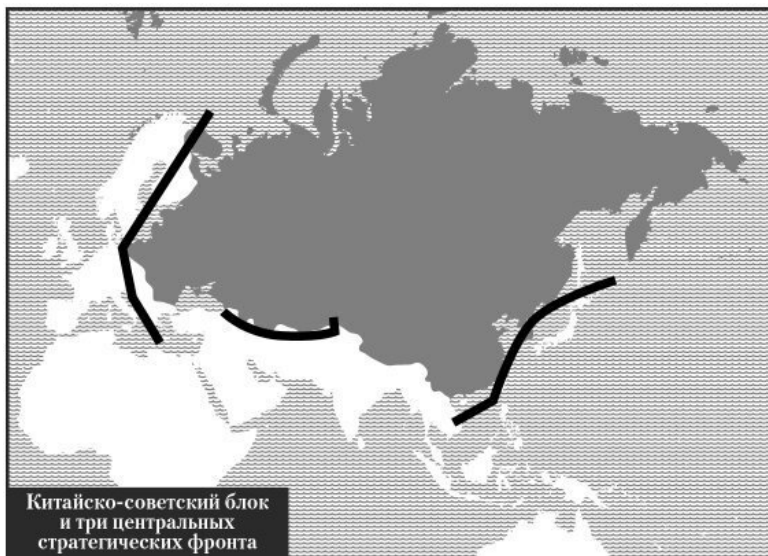 Китайско-советский блок
и три центральных
стратегических фронта